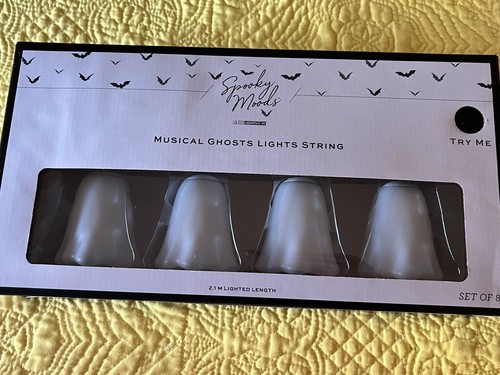 Spooky
Moods
MUSICAL GHOSTS LIGHTS STRING
TRY ME
2.1 M LIGHTED LENGTH
SET OF 8